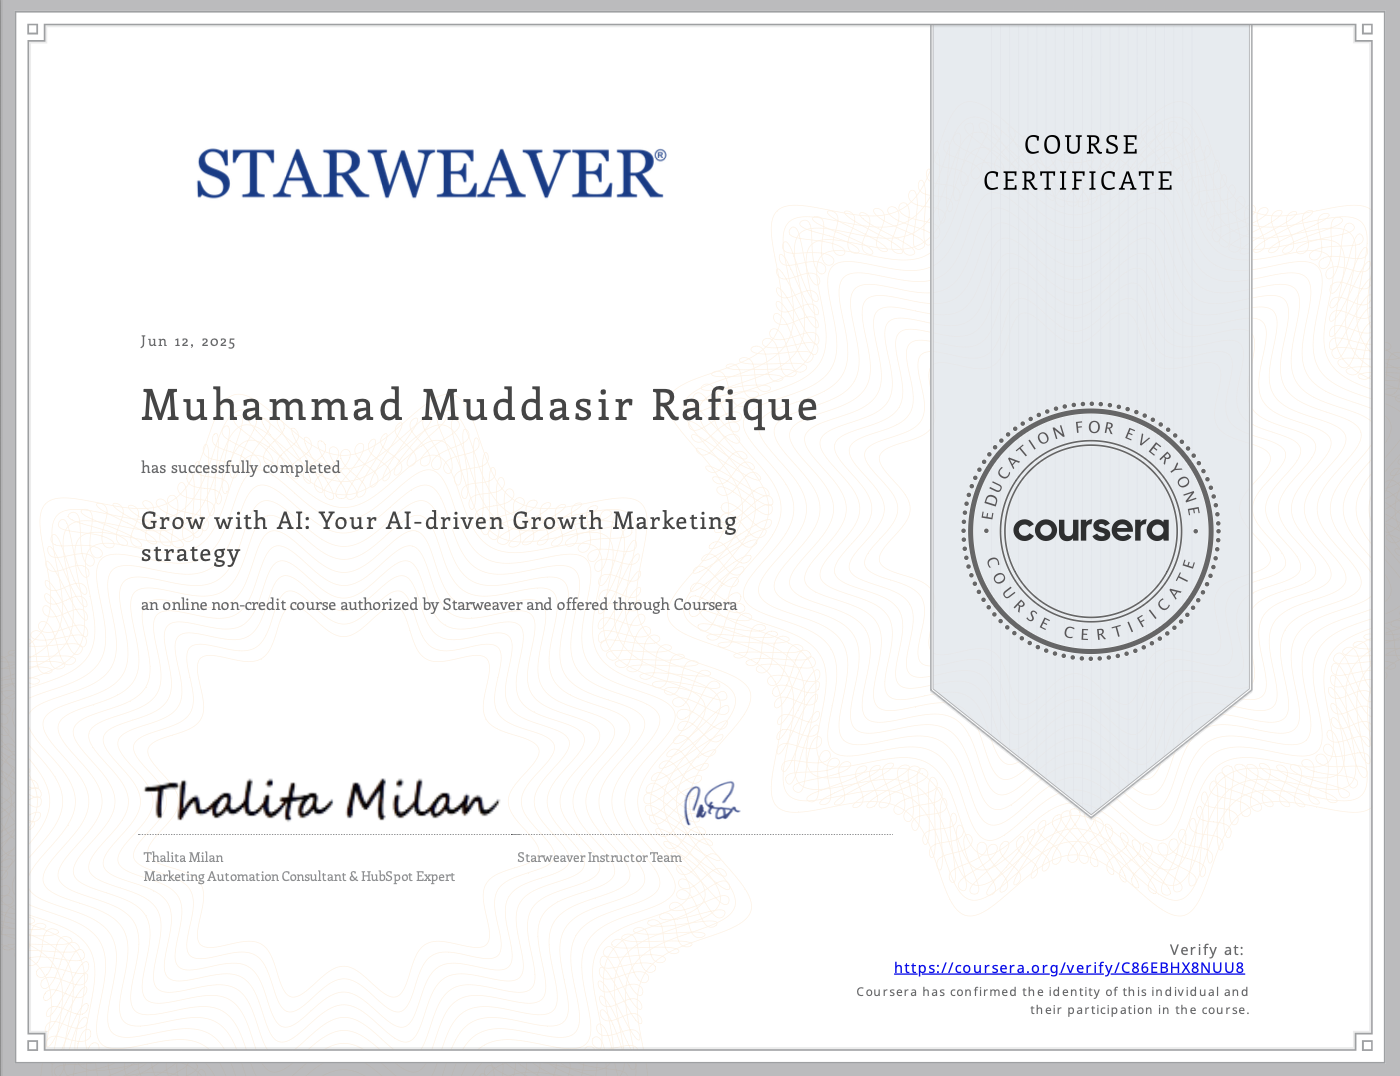 STARWEAVER®
COURSE
CERTIFICATE
Jun 12, 2025
Muhammad Muddasir Rafique
has successfully completed
Grow with AI: Your AI-driven Growth Marketing
strategy
an online non-credit course authorized by Starweaver and offered through Coursera
EDUCATION FOR EVERYONE
coursera
COURSE CERTIFICATE
Thalita Milan
Thalita Milan
Marketing Automation Consultant & HubSpot Expert
Starweaver Instructor Team
Verify at:
https://coursera.org/verify/C86EBHX8NUU8
Coursera has confirmed the identity of this individual and
their participation in the course.